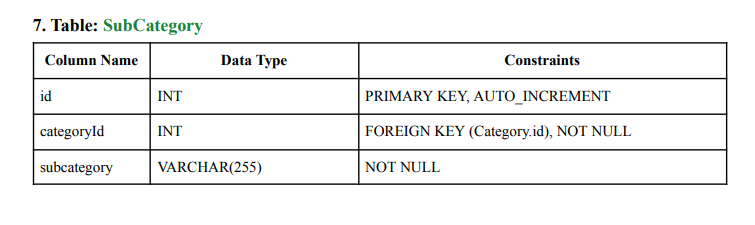 7. Table: SubCategory
Column Name Data Type Constraints
id INT PRIMARY KEY, AUTO_INCREMENT
categoryId INT FOREIGN KEY (Category.id), NOT NULL
subcategory VARCHAR(255) NOT NULL